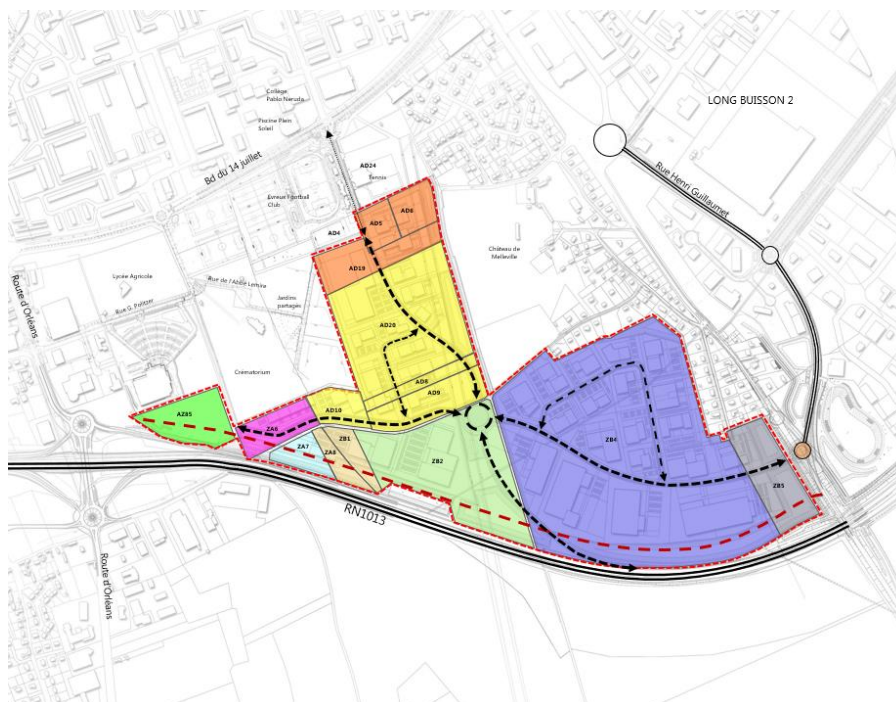 Collège
Pablo Neruda
Piscine Plein
Soleil
LONG BUISSON 2
Bd du 14 juillet
AD24
Tennis
Rue Henri Guillaumet
Evreux Football
Club
AD5
AD6
AD4
Château de
Melleville
AD19
Lycée Agricole
Rue de l'Abbé Lemire
Route d'Orléans
Rue G. Politzer
Jardins
partagés
AD20
Crématorium
AD8
AD9
AZ85
AD10
ZA6
ZB1
ZA7
ZA8
ZB2
ZB4
ZB5
RN1013
Route d'Orléans